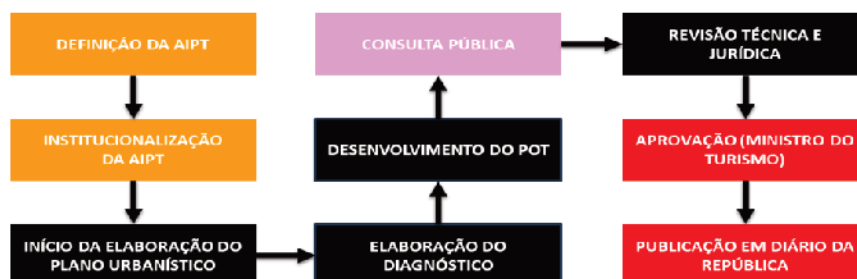 DEFINIÇÃO DA AIPT
INSTITUCIONALIZAÇÃO
DA AIPT
INÍCIO DA ELABORAÇÃO DO
PLANO URBANÍSTICO
ELABORAÇÃO DO
DIAGNÓSTICO
DESENVOLVIMENTO DO POT
CONSULTA PÚBLICA
REVISÃO TÉCNICA E
JURÍDICA
APROVAÇÃO (MINISTRO DO
TURISMO)
PUBLICAÇÃO EM DIÁRIO DA
REPÚBLICA